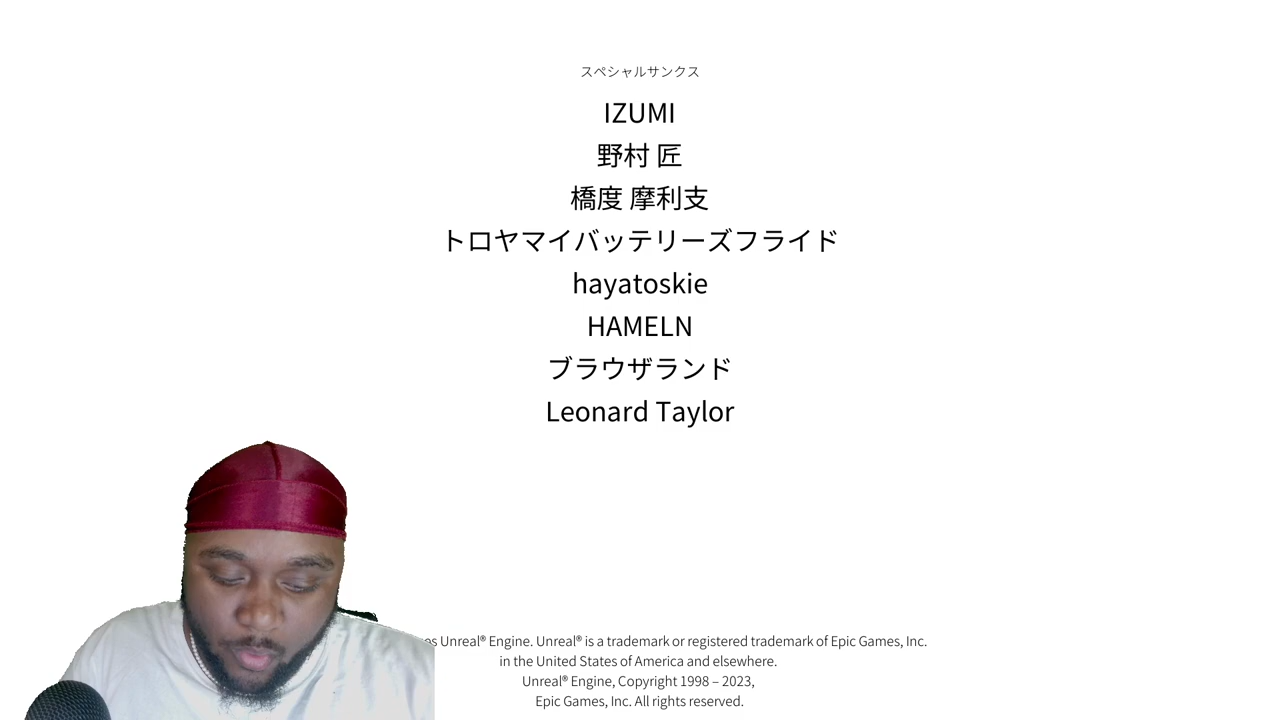 スペシャルサンクス
IZUMI
野村 匠
橋度 摩利支
トロヤマイバッテリーズフライド
hayatoskie
HAMELN
ブラウザランド
Leonard Taylor
Unreal® Engine. Unreal® is a trademark or registered trademark of Epic Games, Inc.
in the United States of America and elsewhere.
Unreal® Engine, Copyright 1998 – 2023,
Epic Games, Inc. All rights reserved.